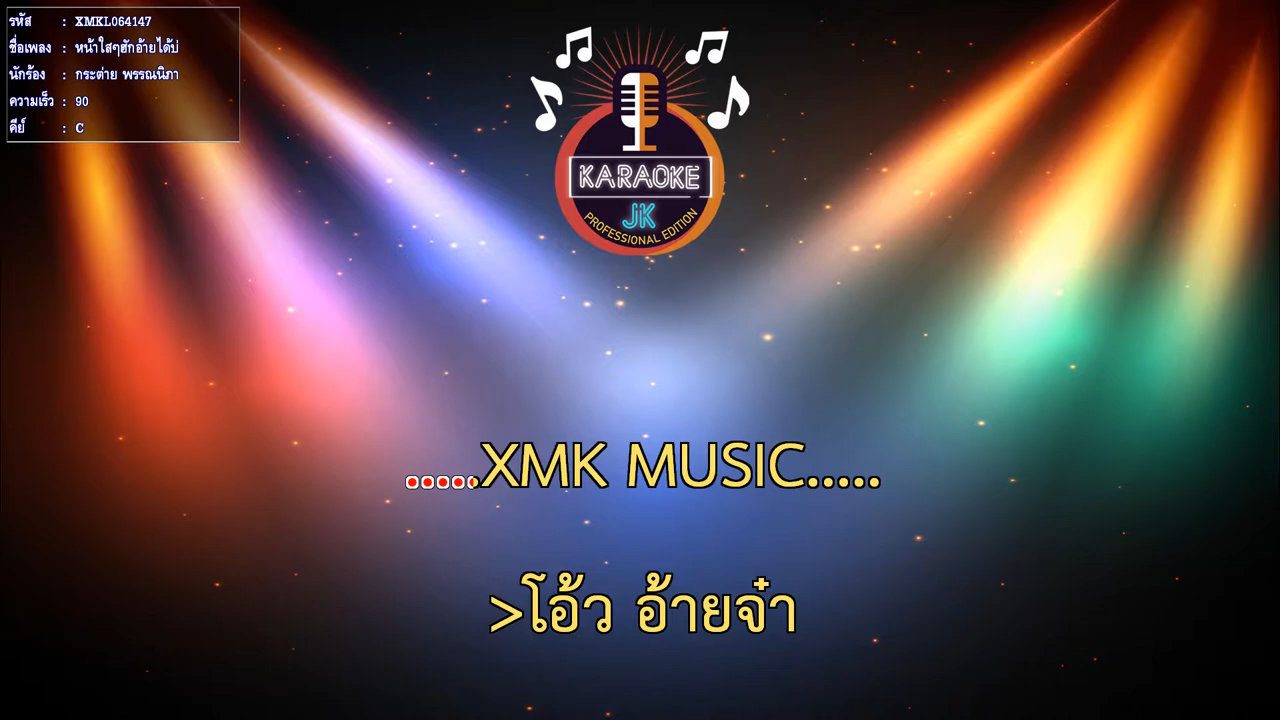 รหัส : XMKL064147
ชื่อเพลง : หน้าใสๆฮักอ้ายได้บ่
นักร้อง : กระต่าย พรรณนิภา
ความเร็ว : 90
คีย์ : C
KARAOKE
JK
PROFESSIONAL EDITION
.....XMK MUSIC.....
>โอ้ว อ้ายจ๋า